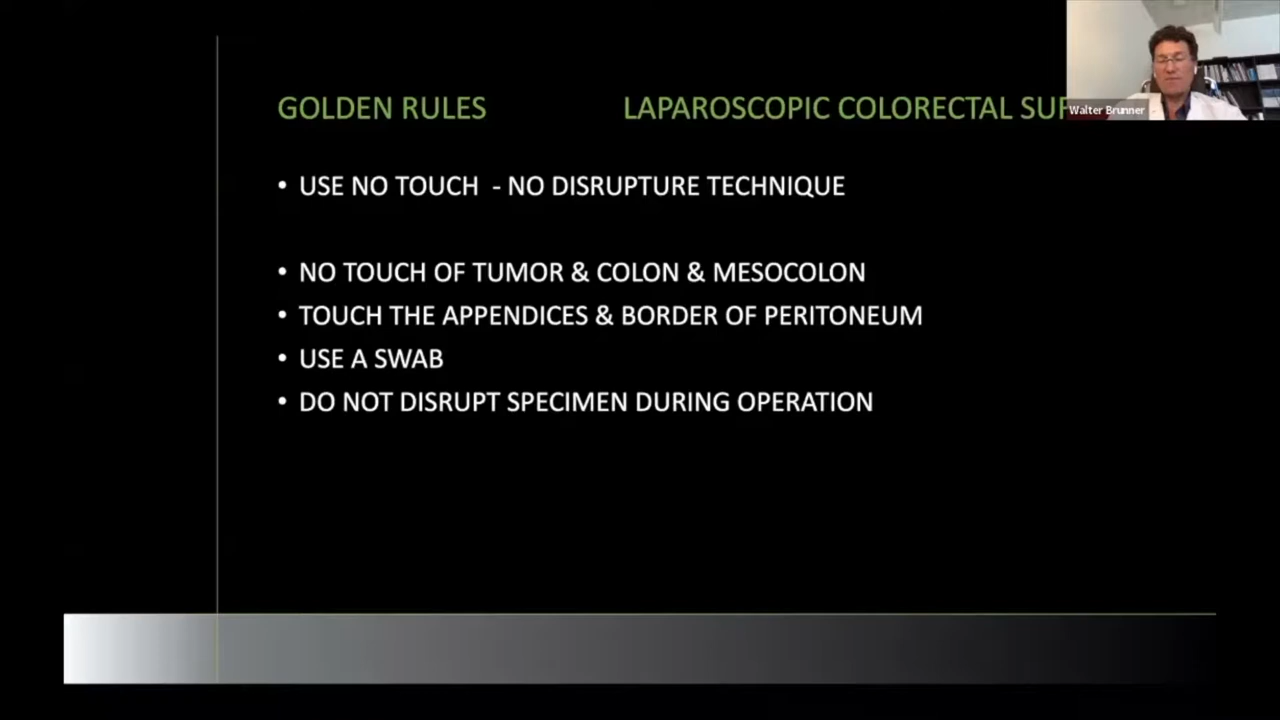 GOLDEN RULES LAPAROSCOPIC COLORECTAL
Walter Brunner
• USE NO TOUCH - NO DISRUPTURE TECHNIQUE
• NO TOUCH OF TUMOR & COLON & MESOCOLON
• TOUCH THE APPENDICES & BORDER OF PERITONEUM
• USE A SWAB
• DO NOT DISRUPT SPECIMEN DURING OPERATION